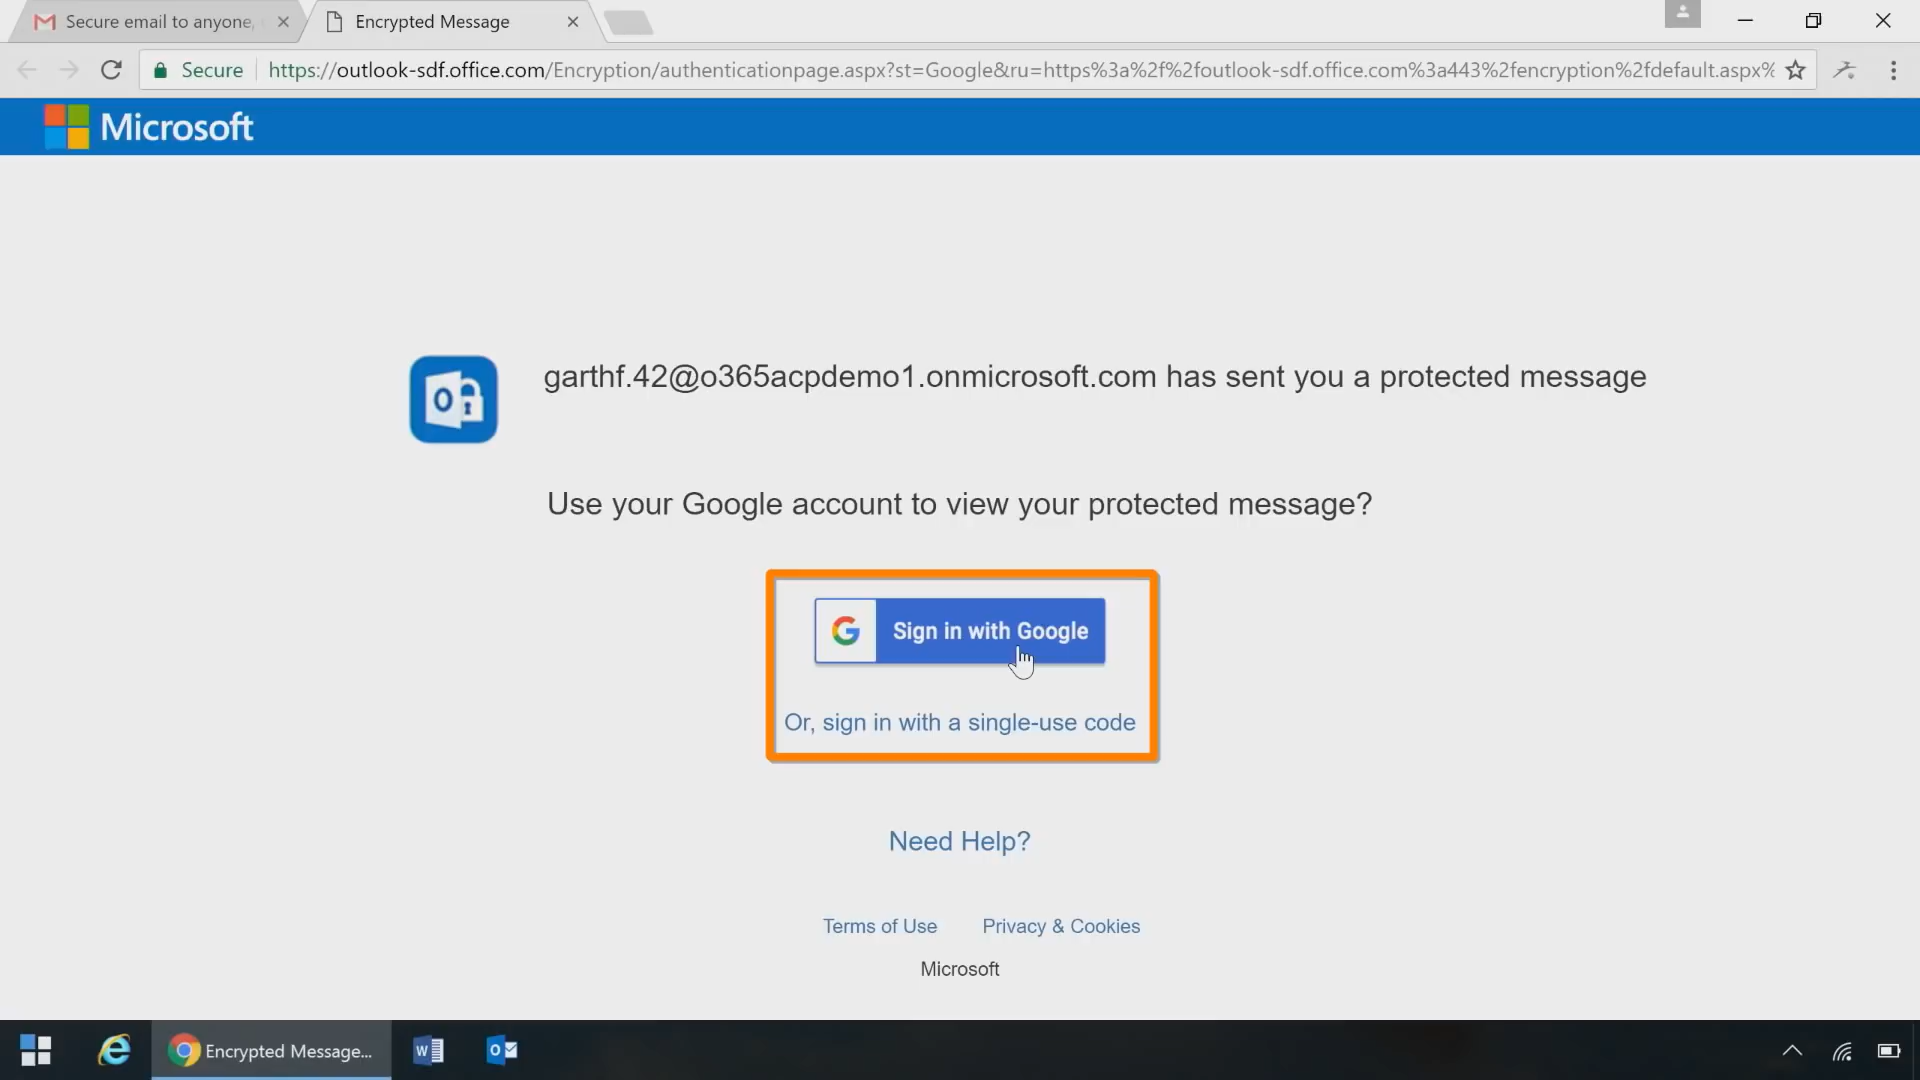 Secure email to anyone,
Encrypted Message
Secure
https://outlook-sdf.office.com/Encryption/authenticationpage.aspx?st=Google&ru=https%3a%2f%2foutlook-sdf.office.com%3a443%2fencryption%2fdefault.aspx%
Microsoft
garthf.42@o365acpdemo1.onmicrosoft.com has sent you a protected message
Use your Google account to view your protected message?
Sign in with Google
Or, sign in with a single-use code
Need Help?
Terms of Use Privacy & Cookies
Microsoft
Encrypted Message...